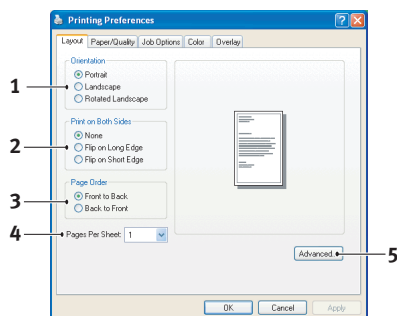 Printing Preferences
Layout Paper/Quality Job Options Color Overlay
Orientation
Portrait
1 Landscape
Rotated Landscape
Print on Both Sides
None
2 Flip on Long Edge
Flip on Short Edge
Page Order
3 Front to Back
Back to Front
4 Pages Per Sheet: 1
Advanced... 5
OK Cancel Apply